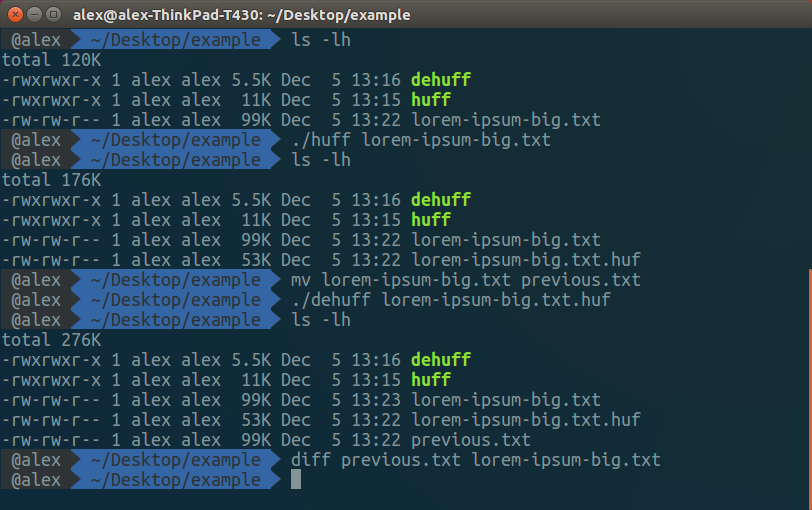 alex@alex-ThinkPad-T430: ~/Desktop/example
@alex ~/Desktop/example ls -lh
total 120K
-rwxrwxr-x 1 alex alex 5.5K Dec  5 13:16 dehuff
-rwxrwxr-x 1 alex alex  11K Dec  5 13:15 huff
-rw-rw-r-- 1 alex alex  99K Dec  5 13:22 lorem-ipsum-big.txt
@alex ~/Desktop/example ./huff lorem-ipsum-big.txt
@alex ~/Desktop/example ls -lh
total 176K
-rwxrwxr-x 1 alex alex 5.5K Dec  5 13:16 dehuff
-rwxrwxr-x 1 alex alex  11K Dec  5 13:15 huff
-rw-rw-r-- 1 alex alex  99K Dec  5 13:22 lorem-ipsum-big.txt
-rw-rw-r-- 1 alex alex  53K Dec  5 13:22 lorem-ipsum-big.txt.huf
@alex ~/Desktop/example mv lorem-ipsum-big.txt previous.txt
@alex ~/Desktop/example ./dehuff lorem-ipsum-big.txt.huf
@alex ~/Desktop/example ls -lh
total 276K
-rwxrwxr-x 1 alex alex 5.5K Dec  5 13:16 dehuff
-rwxrwxr-x 1 alex alex  11K Dec  5 13:15 huff
-rw-rw-r-- 1 alex alex  99K Dec  5 13:23 lorem-ipsum-big.txt
-rw-rw-r-- 1 alex alex  53K Dec  5 13:22 lorem-ipsum-big.txt.huf
-rw-rw-r-- 1 alex alex  99K Dec  5 13:22 previous.txt
@alex ~/Desktop/example diff previous.txt lorem-ipsum-big.txt
@alex ~/Desktop/example